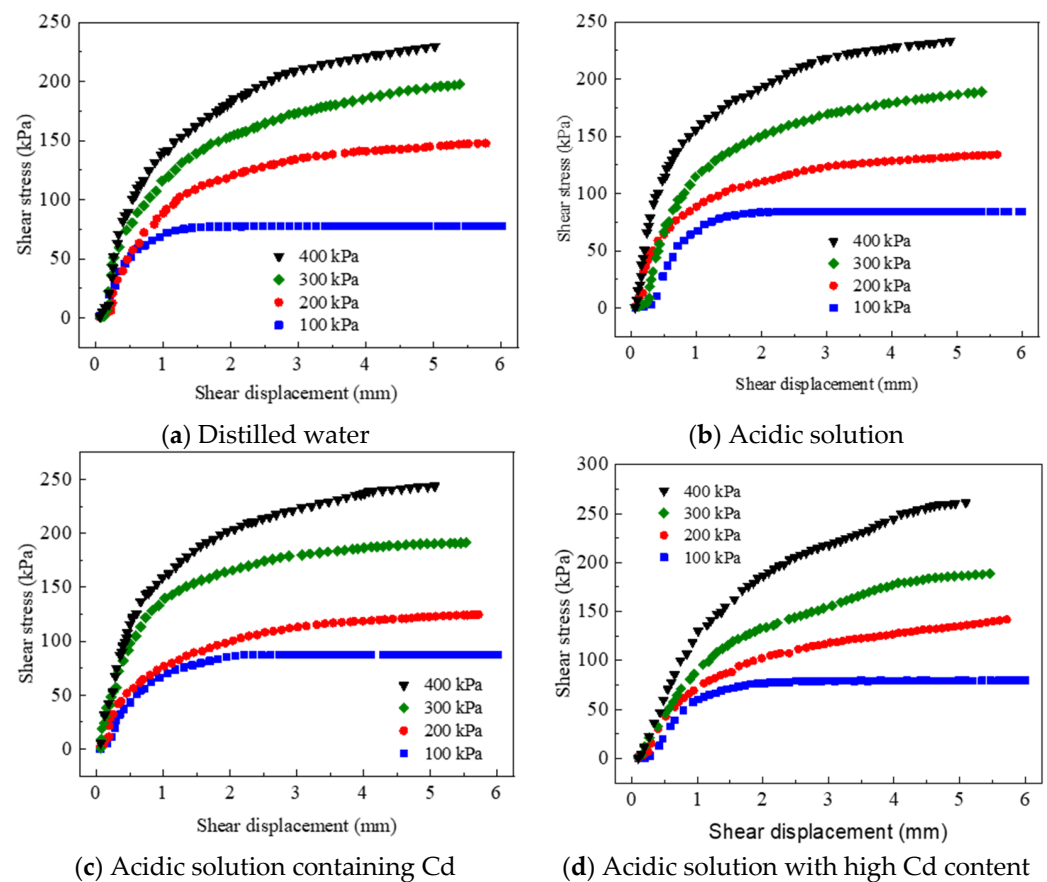 250
200
150
100
50
0
Shear stress (kPa)
400 kPa
300 kPa
200 kPa
100 kPa
0 1 2 3 4 5 6
Shear displacement (mm)
(a) Distilled water
250
200
150
100
50
0
Shear stress (kPa)
400 kPa
300 kPa
200 kPa
100 kPa
0 1 2 3 4 5 6
Shear displacement (mm)
(b) Acidic solution
250
200
150
100
50
0
Shear stress (kPa)
400 kPa
300 kPa
200 kPa
100 kPa
0 1 2 3 4 5 6
Shear displacement (mm)
(c) Acidic solution containing Cd
300
250
200
150
100
50
0
Shear stress (kPa)
400 kPa
300 kPa
200 kPa
100 kPa
0 1 2 3 4 5 6
Shear displacement (mm)
(d) Acidic solution with high Cd content